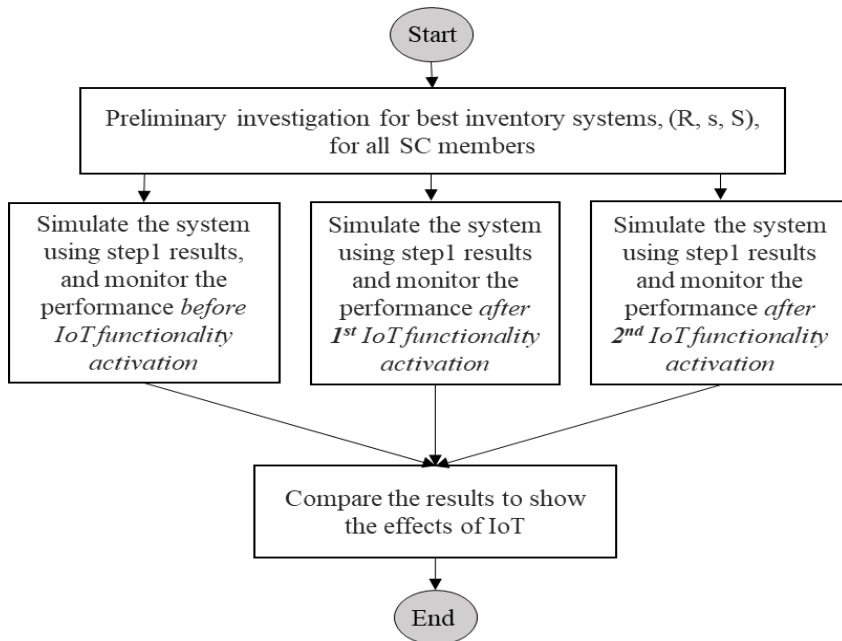 Start
Preliminary investigation for best inventory systems, (R, s, S),
for all SC members
Simulate the system
using step1 results,
and monitor the
performance before
IoT functionality
activation
Simulate the system
using step1 results
and monitor the
performance after
1st IoT functionality
activation
Simulate the system
using step1 results
and monitor the
performance after
2nd IoT functionality
activation
Compare the results to show
the effects of IoT
End